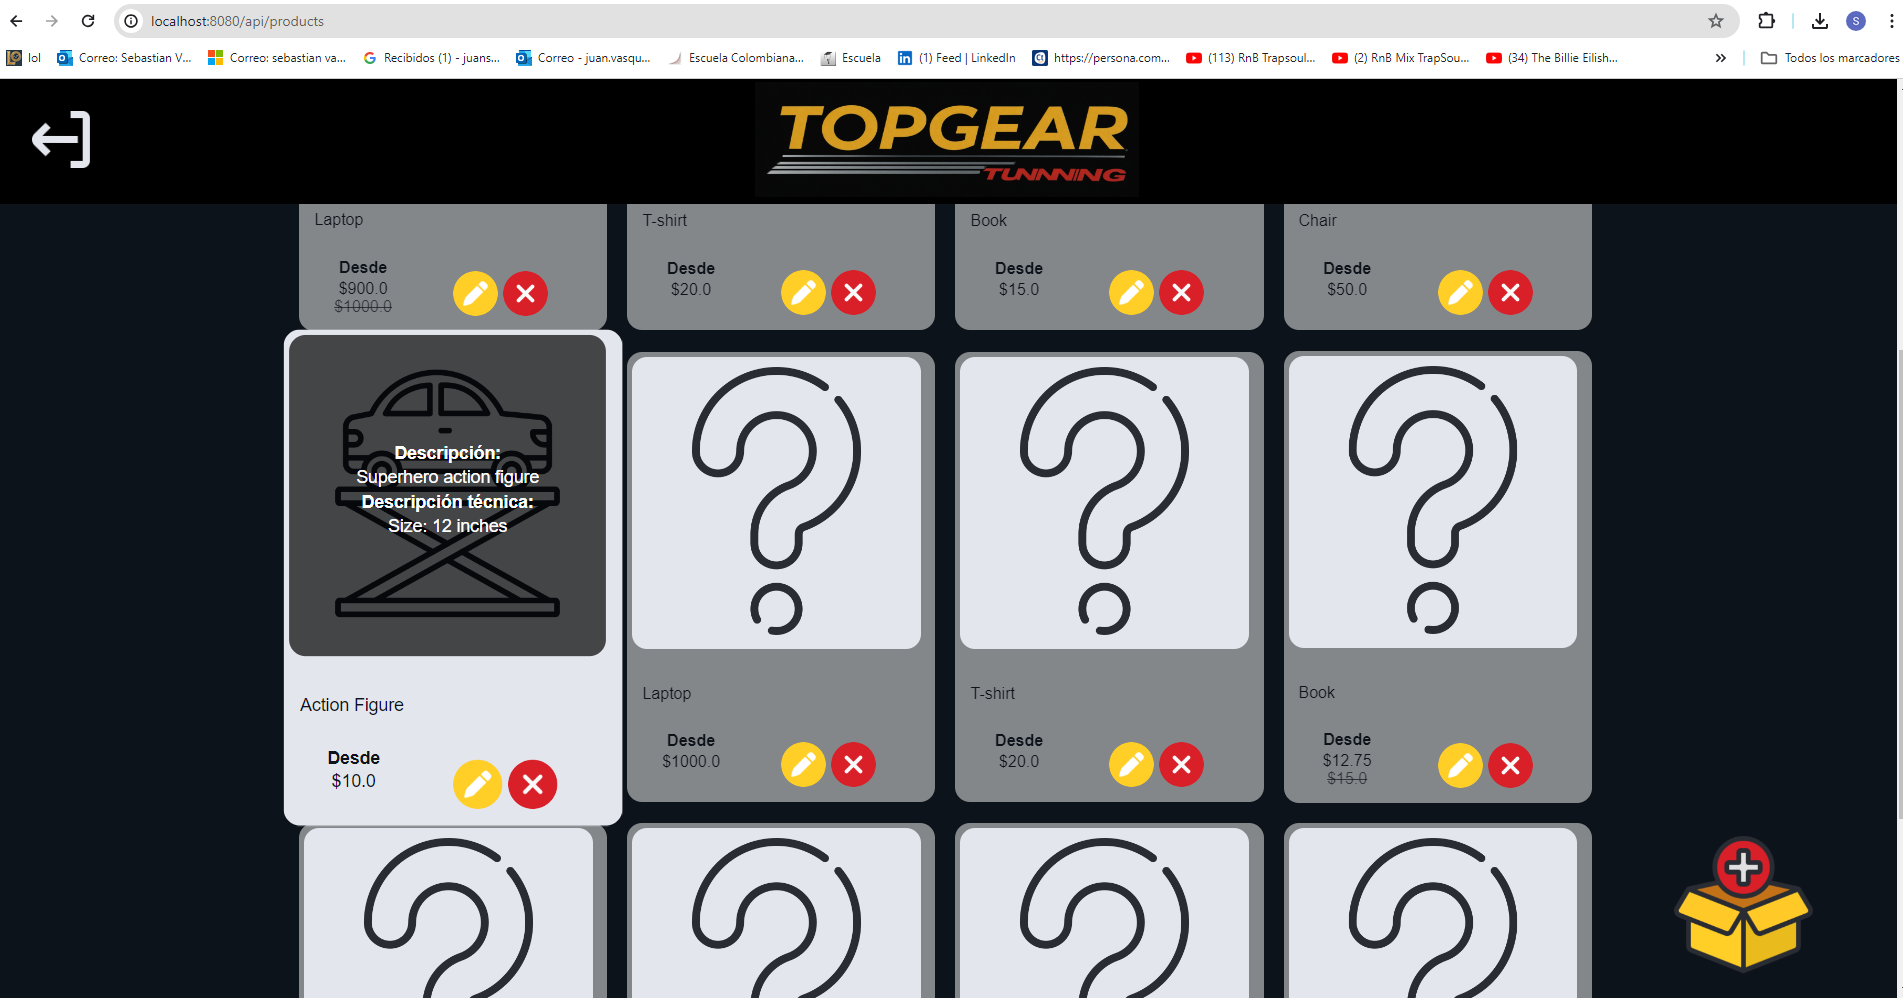 localhost:8080/api/products
S
lol
Correo: Sebastian V...
Correo: sebastian va...
Recibidos (1) - juans...
Correo - juan.vasqu...
Escuela Colombiana...
Escuela
(1) Feed | LinkedIn
https://persona.com...
(113) RnB Trapsoul...
(2) RnB Mix TrapSou...
(34) The Billie Eilish...
»
Todos los marcadores
TOPGEAR
TUNNNING
Laptop
Desde
$900.0
$1000.0
T-shirt
Desde
$20.0
Book
Desde
$15.0
Chair
Desde
$50.0
Descripción:
Superhero action figure
Descripción técnica:
Size: 12 inches
Action Figure
Desde
$10.0
Laptop
Desde
$1000.0
T-shirt
Desde
$20.0
Book
Desde
$12.75
$15.0